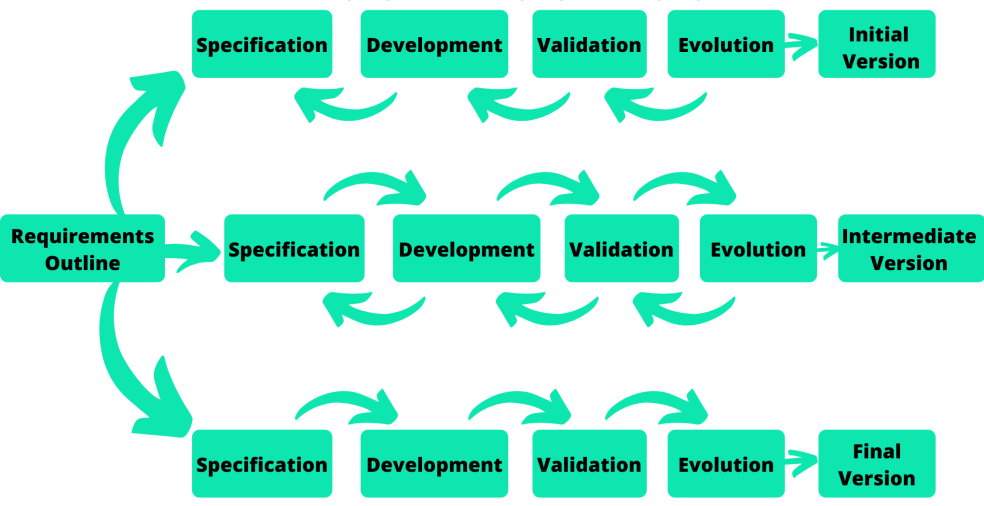 Specification
Development
Validation
Evolution
Initial
Version
Requirements
Outline
Specification
Development
Validation
Evolution
Intermediate
Version
Specification
Development
Validation
Evolution
Final
Version